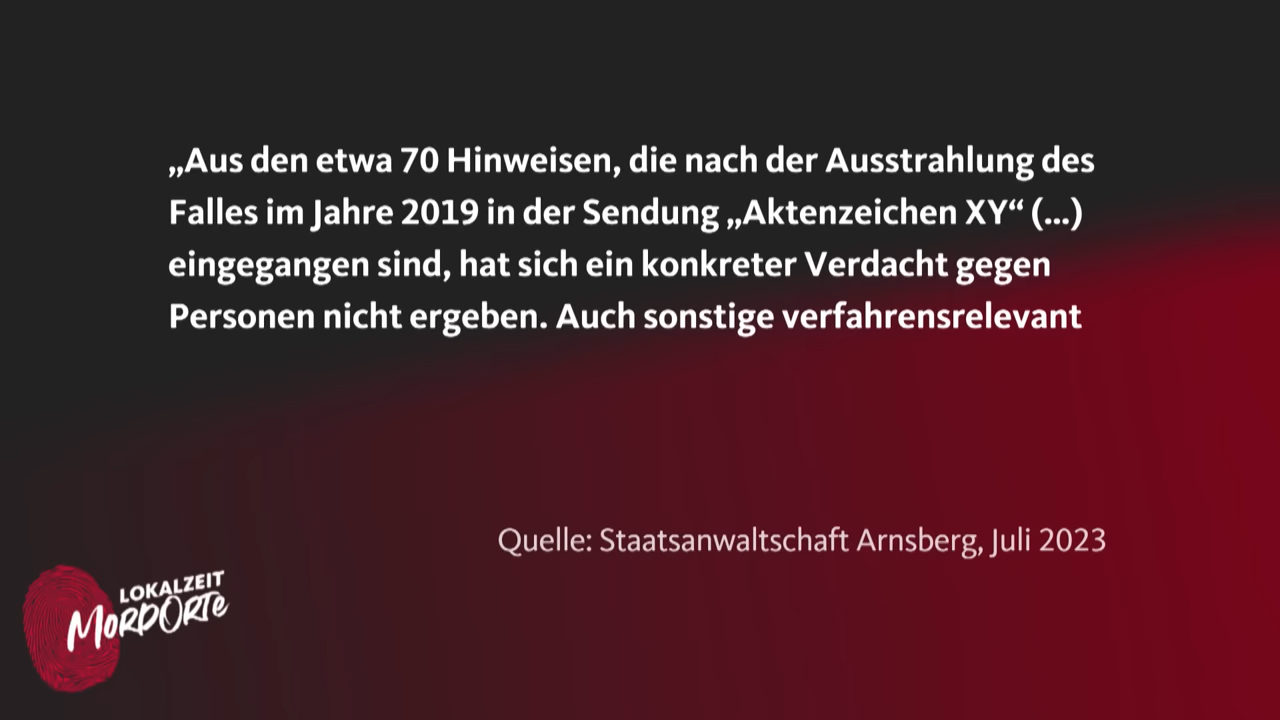 „Aus den etwa 70 Hinweisen, die nach der Ausstrahlung des
Falles im Jahre 2019 in der Sendung „Aktenzeichen XY“ (...)
eingegangen sind, hat sich ein konkreter Verdacht gegen
Personen nicht ergeben. Auch sonstige verfahrensrelevant
Quelle: Staatsanwaltschaft Arnsberg, Juli 2023
LOKALZEIT
MORDORTE